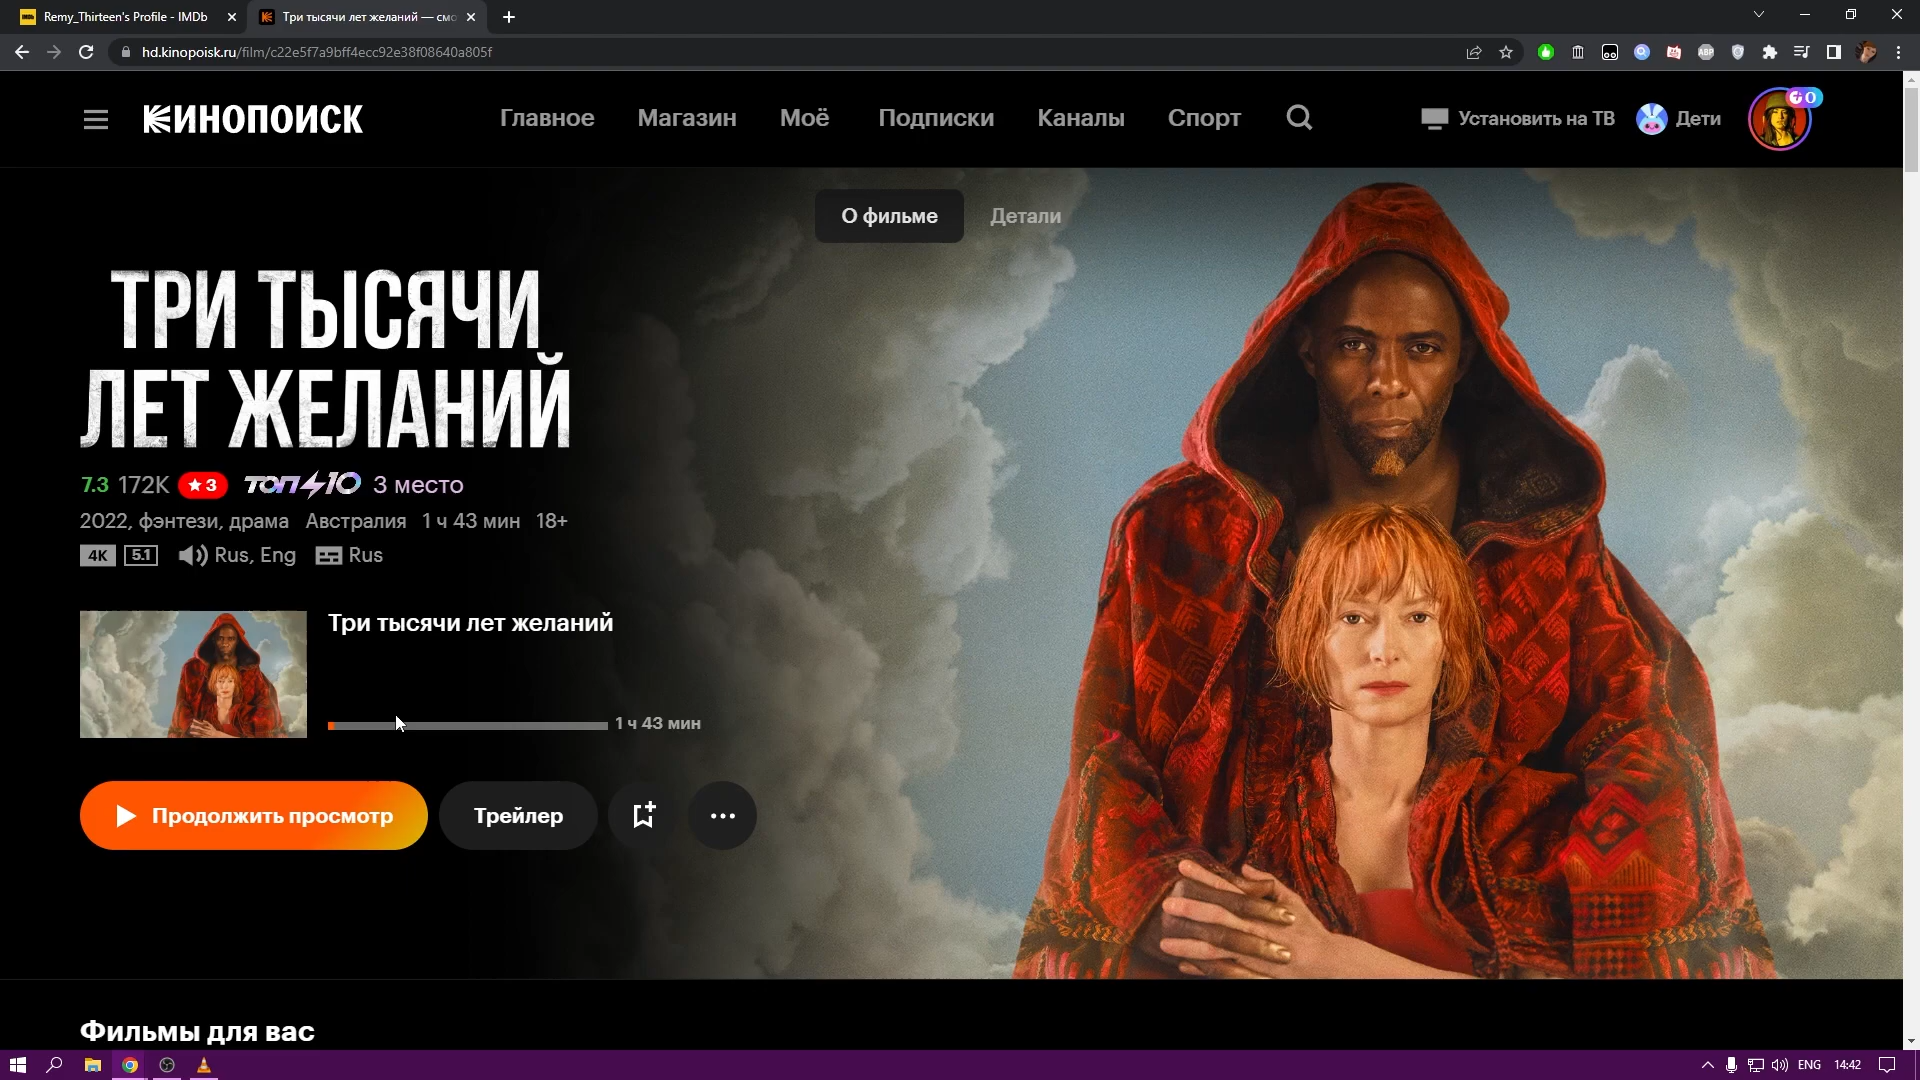 Remy_Thirteen's Profile - IMDb
Три тысячи лет желаний — смо
hd.kinopoisk.ru/film/c22e5f7a9bff4ecc92e38f08640a805f
ABP
КИНОПОИСК
Главное
Магазин
Моё
Подписки
Каналы
Спорт
Установить на ТВ
Дети
0
О фильме
Детали
ТРИ ТЫСЯЧИ
ЛЕТ ЖЕЛАНИЙ
7.3 172K ★ 3 ТОП 10 3 место
2022, фэнтези, драма Австралия 1 ч 43 мин 18+
4K 5.1 Rus, Eng Rus
Три тысячи лет желаний
1 ч 43 мин
Продолжить просмотр
Трейлер
Фильмы для вас
ENG
14:42